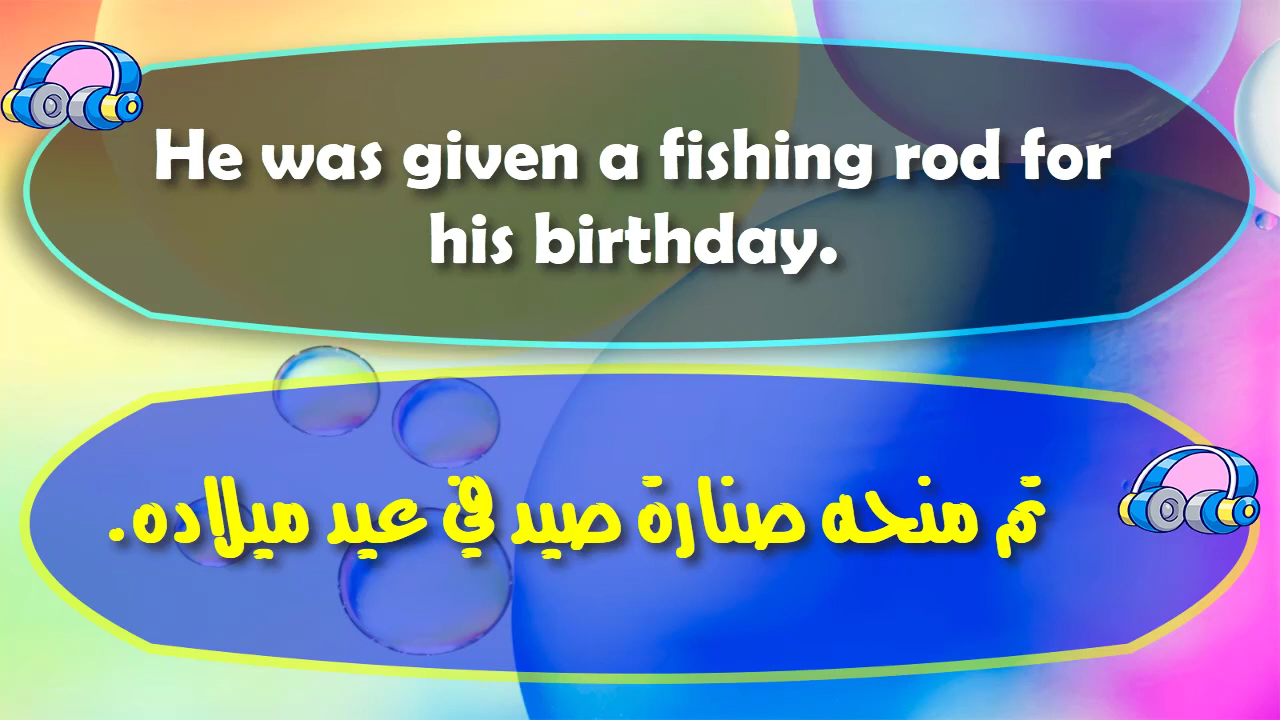 He was given a fishing rod for
his birthday.
تم منحه صنارة صيد في عيد ميلاده.